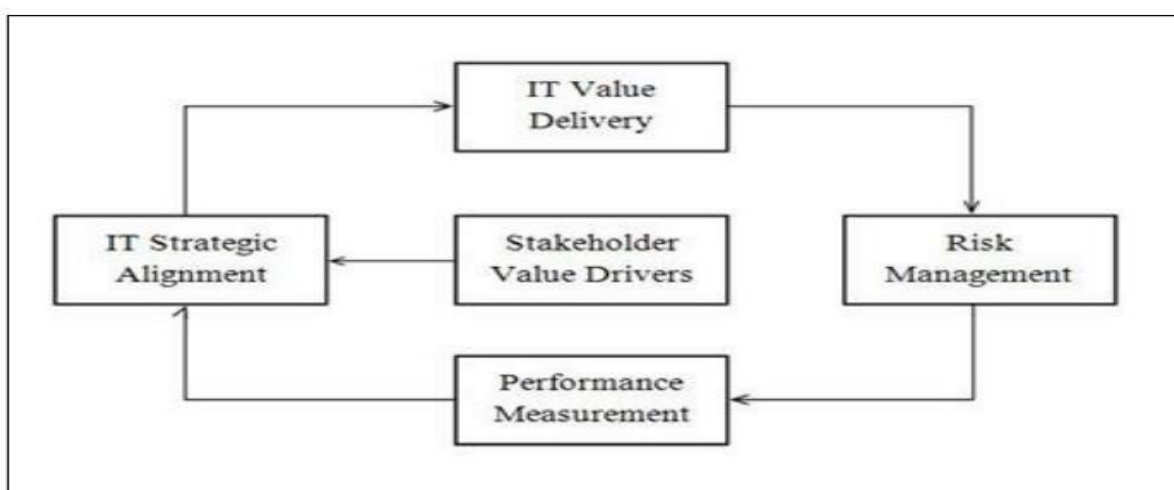 IT Value
Delivery
IT Strategic
Alignment
Stakeholder
Value Drivers
Risk
Management
Performance
Measurement